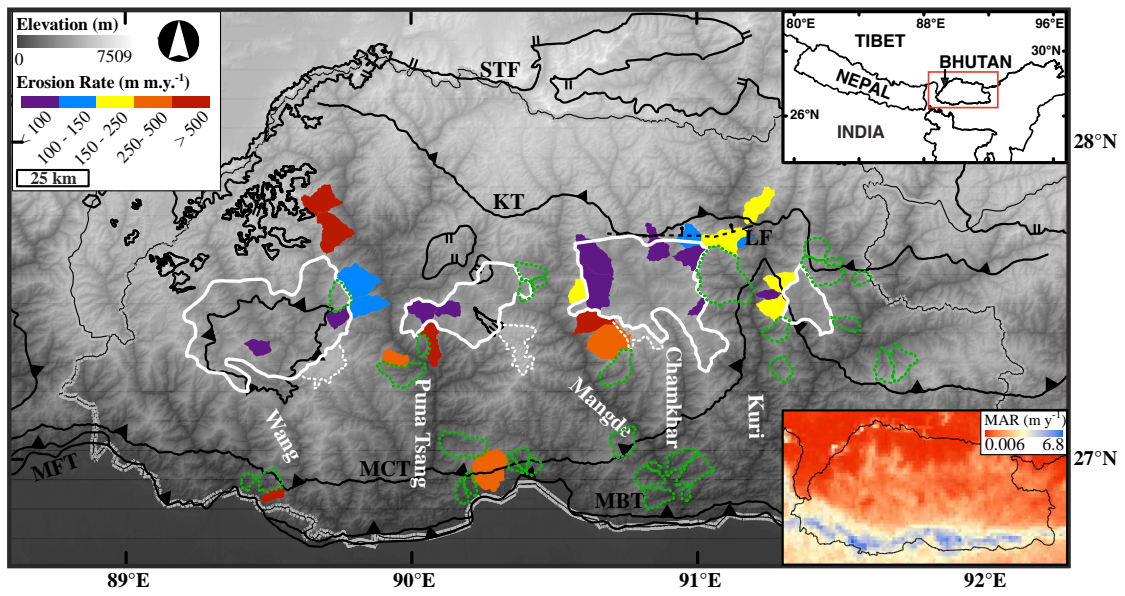 Elevation (m)
0 7509
Erosion Rate (m m.y.⁻¹)
< 100
100 - 150
150 - 250
250- 500
> 500
25 km
STF
KT
LF
Wang
Puna Tsang
Mangde
Chamkhar
Kuri
MFT
MCT
MBT
80°E 88°E 96°E
TIBET
30°N
BHUTAN
NEPAL
26°N
INDIA
28°N
27°N
MAR (m y⁻¹)
0.006 6.8
89°E 90°E 91°E 92°E